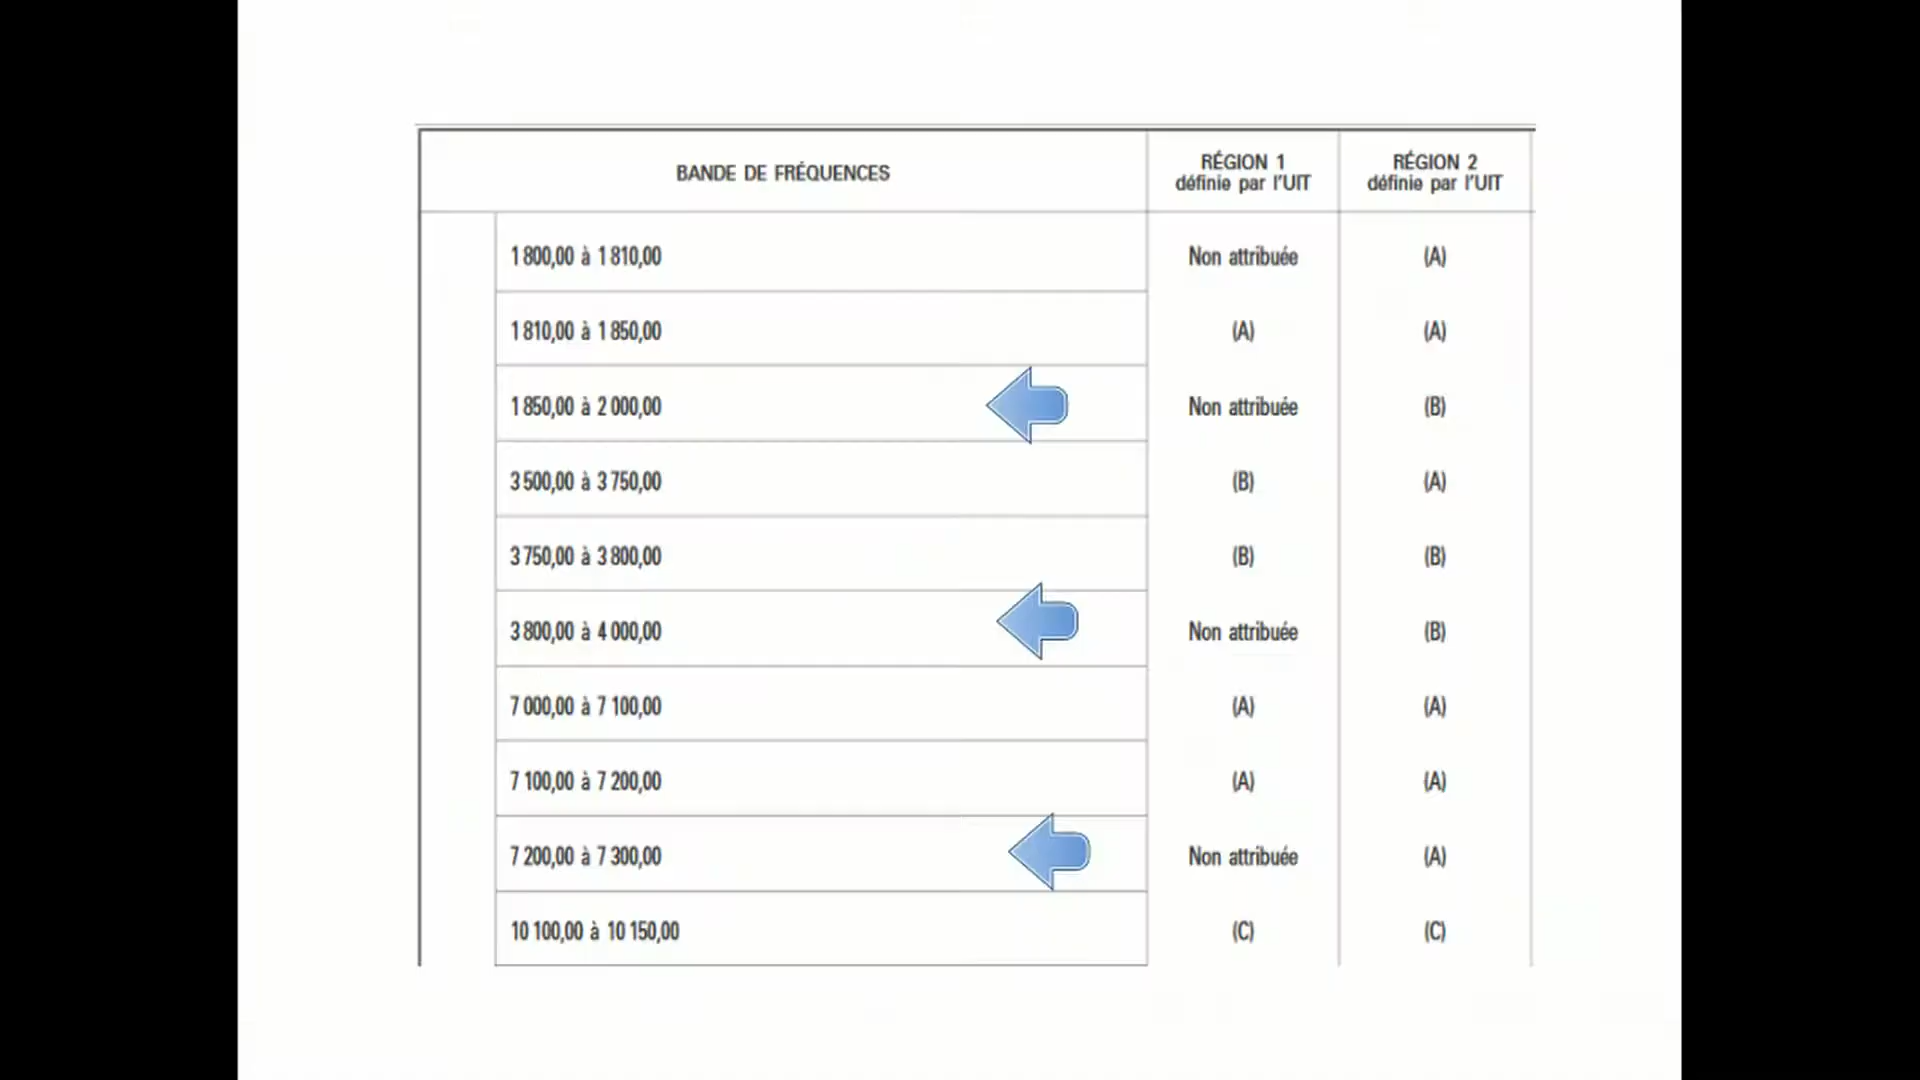 BANDE DE FRÉQUENCES
RÉGION 1
définie par l'UIT
RÉGION 2
définie par l'UIT
1 800,00 à 1 810,00 Non attribuée (A)
1 810,00 à 1 850,00 (A) (A)
1 850,00 à 2 000,00 Non attribuée (B)
3 500,00 à 3 750,00 (B) (A)
3 750,00 à 3 800,00 (B) (B)
3 800,00 à 4 000,00 Non attribuée (B)
7 000,00 à 7 100,00 (A) (A)
7 100,00 à 7 200,00 (A) (A)
7 200,00 à 7 300,00 Non attribuée (A)
10 100,00 à 10 150,00 (C) (C)